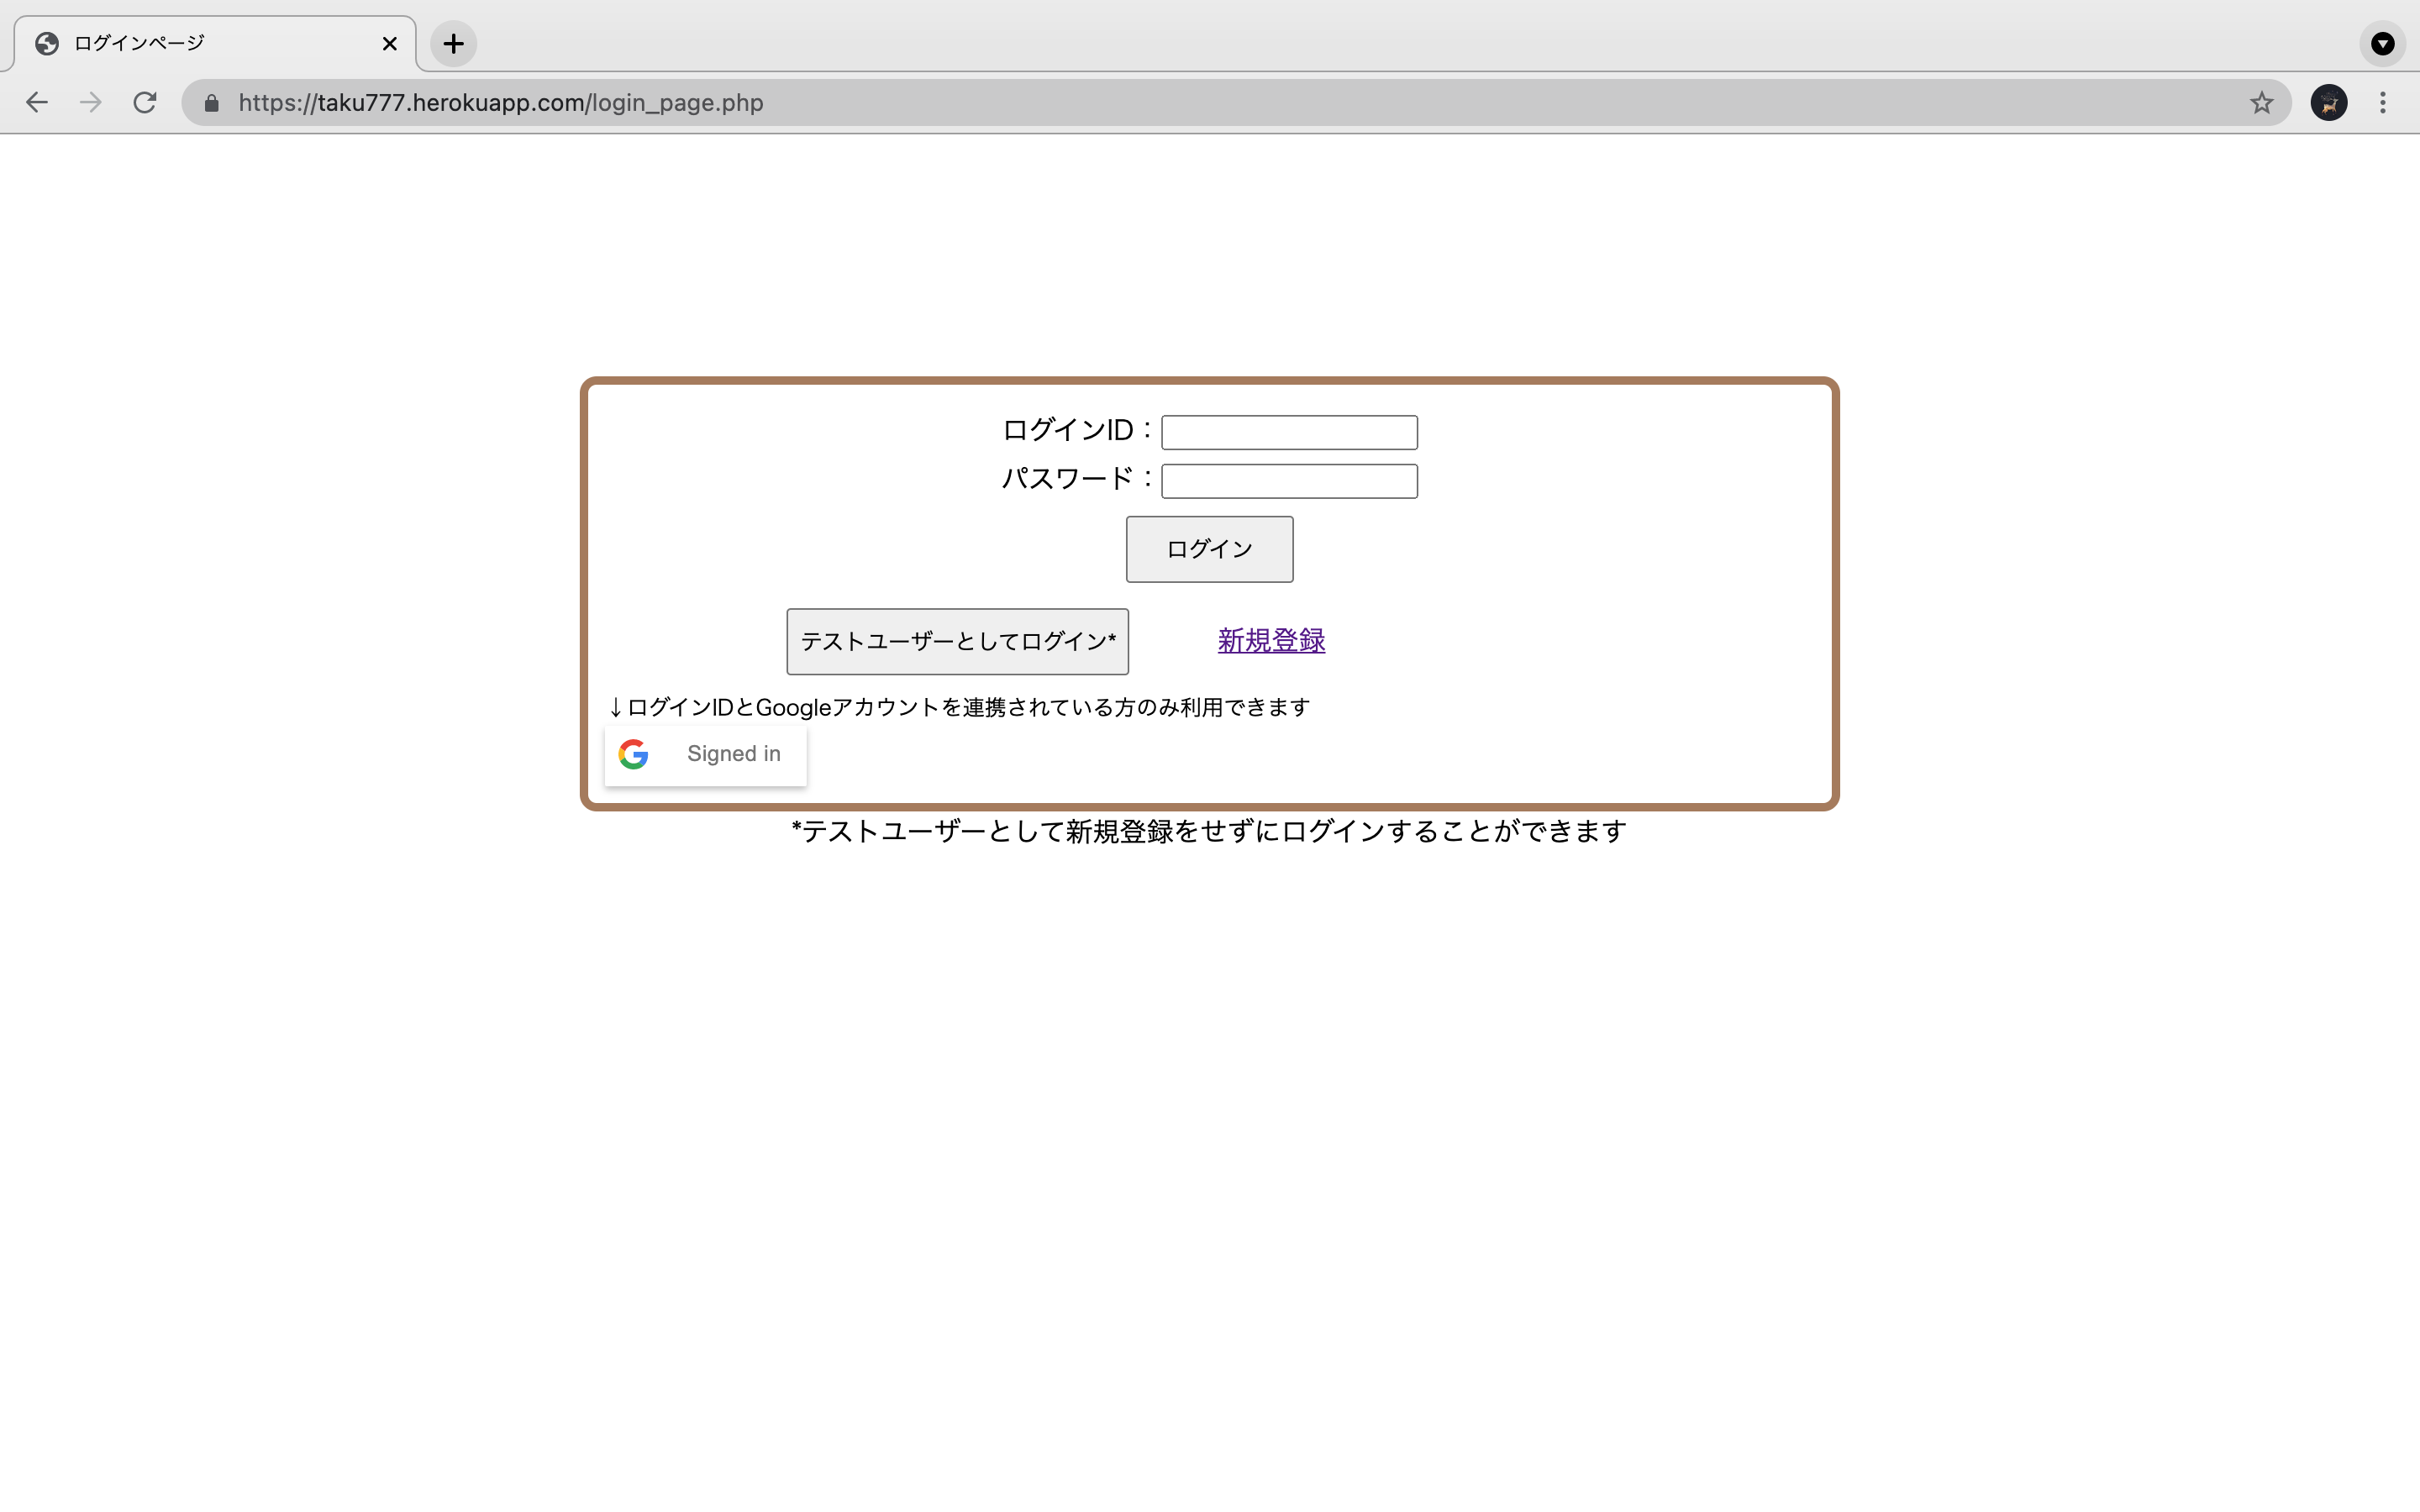 ログインページ
https://taku777.herokuapp.com/login_page.php
ログインID：
パスワード：
ログイン
テストユーザーとしてログイン* 新規登録
↓ログインIDとGoogleアカウントを連携されている方のみ利用できます
Signed in
*テストユーザーとして新規登録をせずにログインすることができます